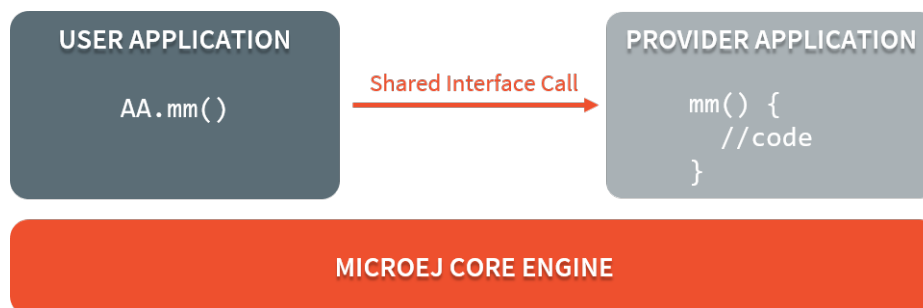 USER APPLICATION
AA.mm()
Shared Interface Call
PROVIDER APPLICATION
mm() {
  //code
}
MICROEJ CORE ENGINE